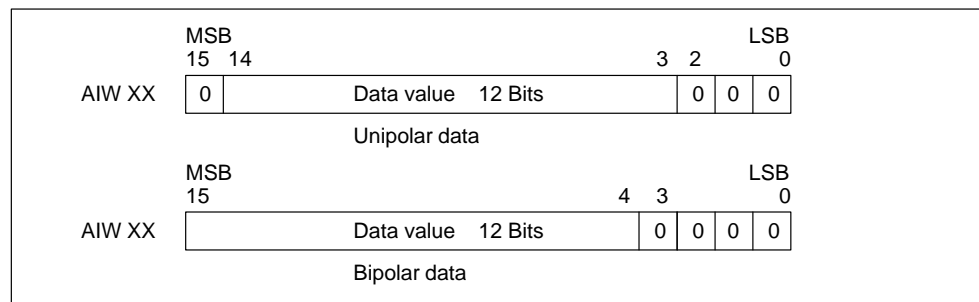 MSB LSB
15 14 3 2 0
AIW XX 0 Data value 12 Bits 0 0 0
Unipolar data
MSB LSB
15 4 3 0
AIW XX Data value 12 Bits 0 0 0 0
Bipolar data